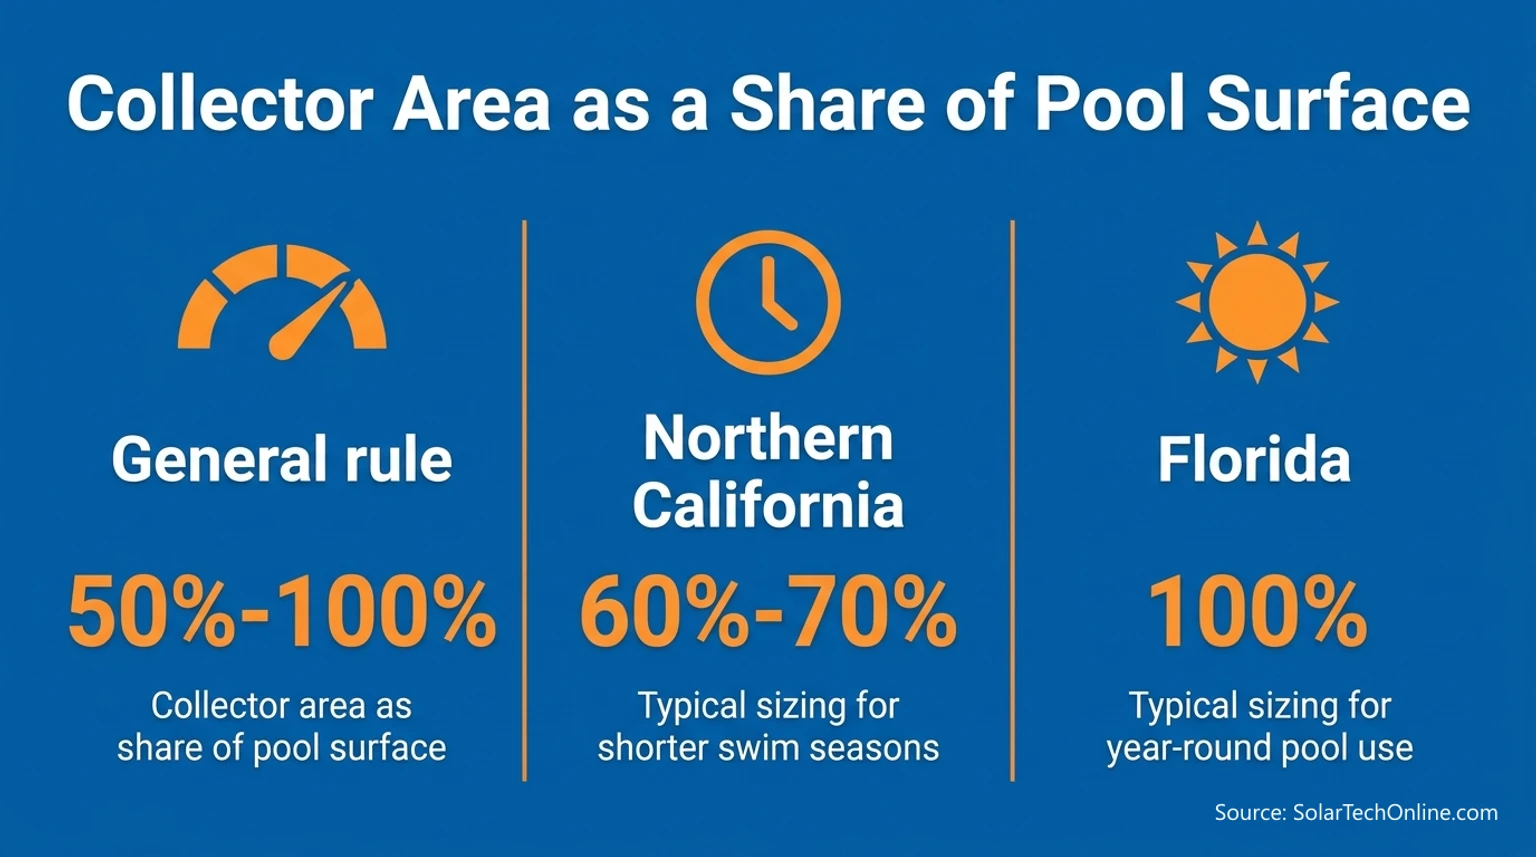 Collector Area as a Share of Pool Surface
General rule
50%-100%
Collector area as
share of pool surface
Northern
California
60%-70%
Typical sizing for
shorter swim seasons
Florida
100%
Typical sizing for
year-round pool use
Source: SolarTechOnline.com